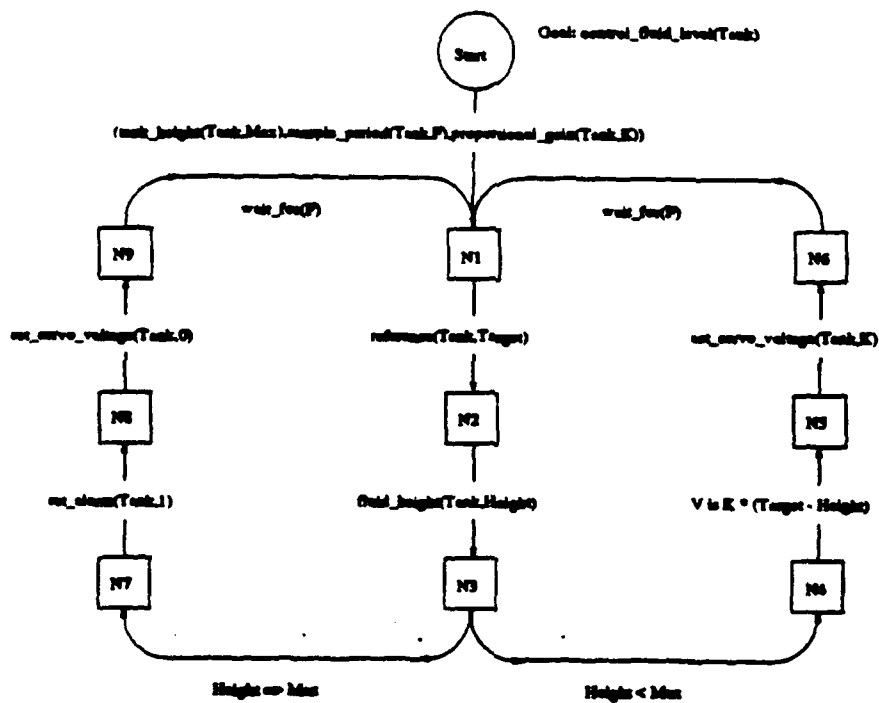 Goal: control_fluid_level(Tank)
Start
(tank_height(Tank,Max),sample_period(Tank,P),proportional_gain(Tank,K))
wait_for(P)
wait_for(P)
N9
N1
N6
set_servo_voltage(Tank,0)
reference(Tank,Target)
set_servo_voltage(Tank,K)
N8
N2
N5
set_alarm(Tank,1)
fluid_height(Tank,Height)
V is K * (Target - Height)
N7
N3
Height => Max
Height < Max